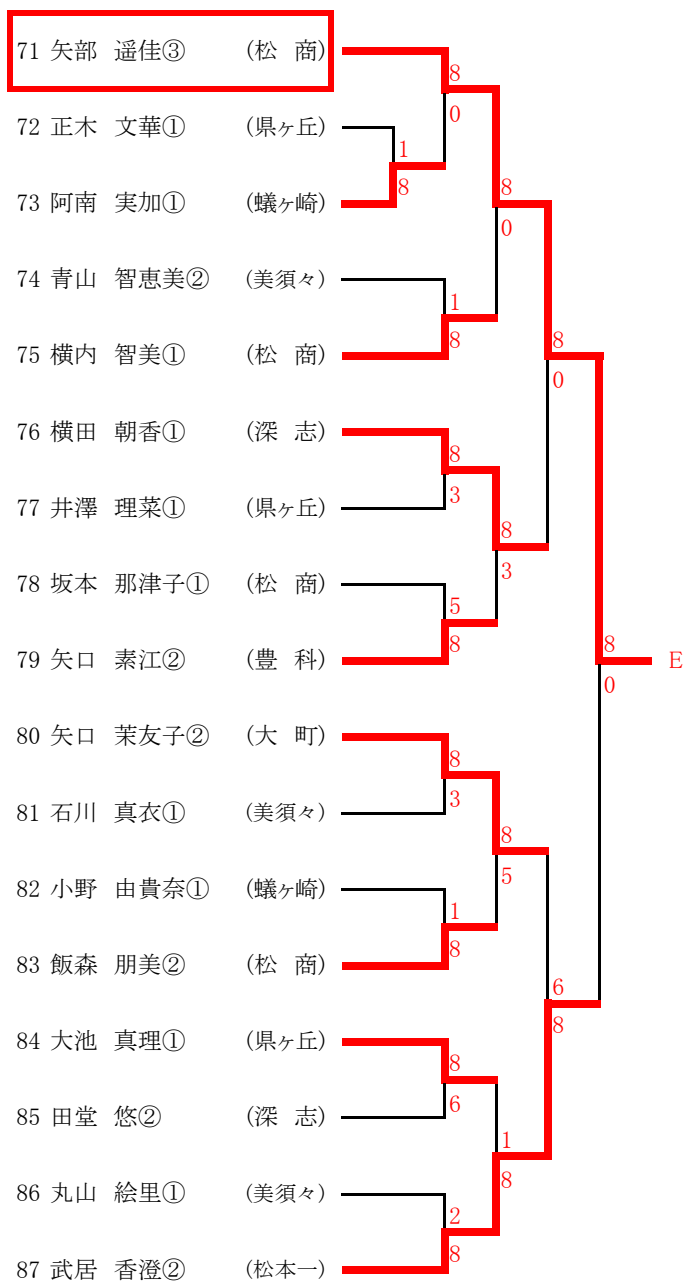 71 矢部 遥佳③ (松 商)
8
0
72 正木 文華① (県ヶ丘)
1
8
8
0
73 阿南 実加① (蟻ヶ崎)
74 青山 智恵美② (美須々)
1
8
8
0
75 横内 智美① (松 商)
76 横田 朝香① (深 志)
8
3
77 井澤 理菜① (県ヶ丘)
8
3
78 坂本 那津子① (松 商)
5
8
79 矢口 素江② (豊 科)
8
0
E
80 矢口 茉友子② (大 町)
8
3
81 石川 真衣① (美須々)
8
5
82 小野 由貴奈① (蟻ヶ崎)
1
8
83 飯森 朋美② (松 商)
6
8
84 大池 真理① (県ヶ丘)
8
6
85 田堂 悠② (深 志)
1
8
86 丸山 絵里① (美須々)
2
8
87 武居 香澄② (松本一)